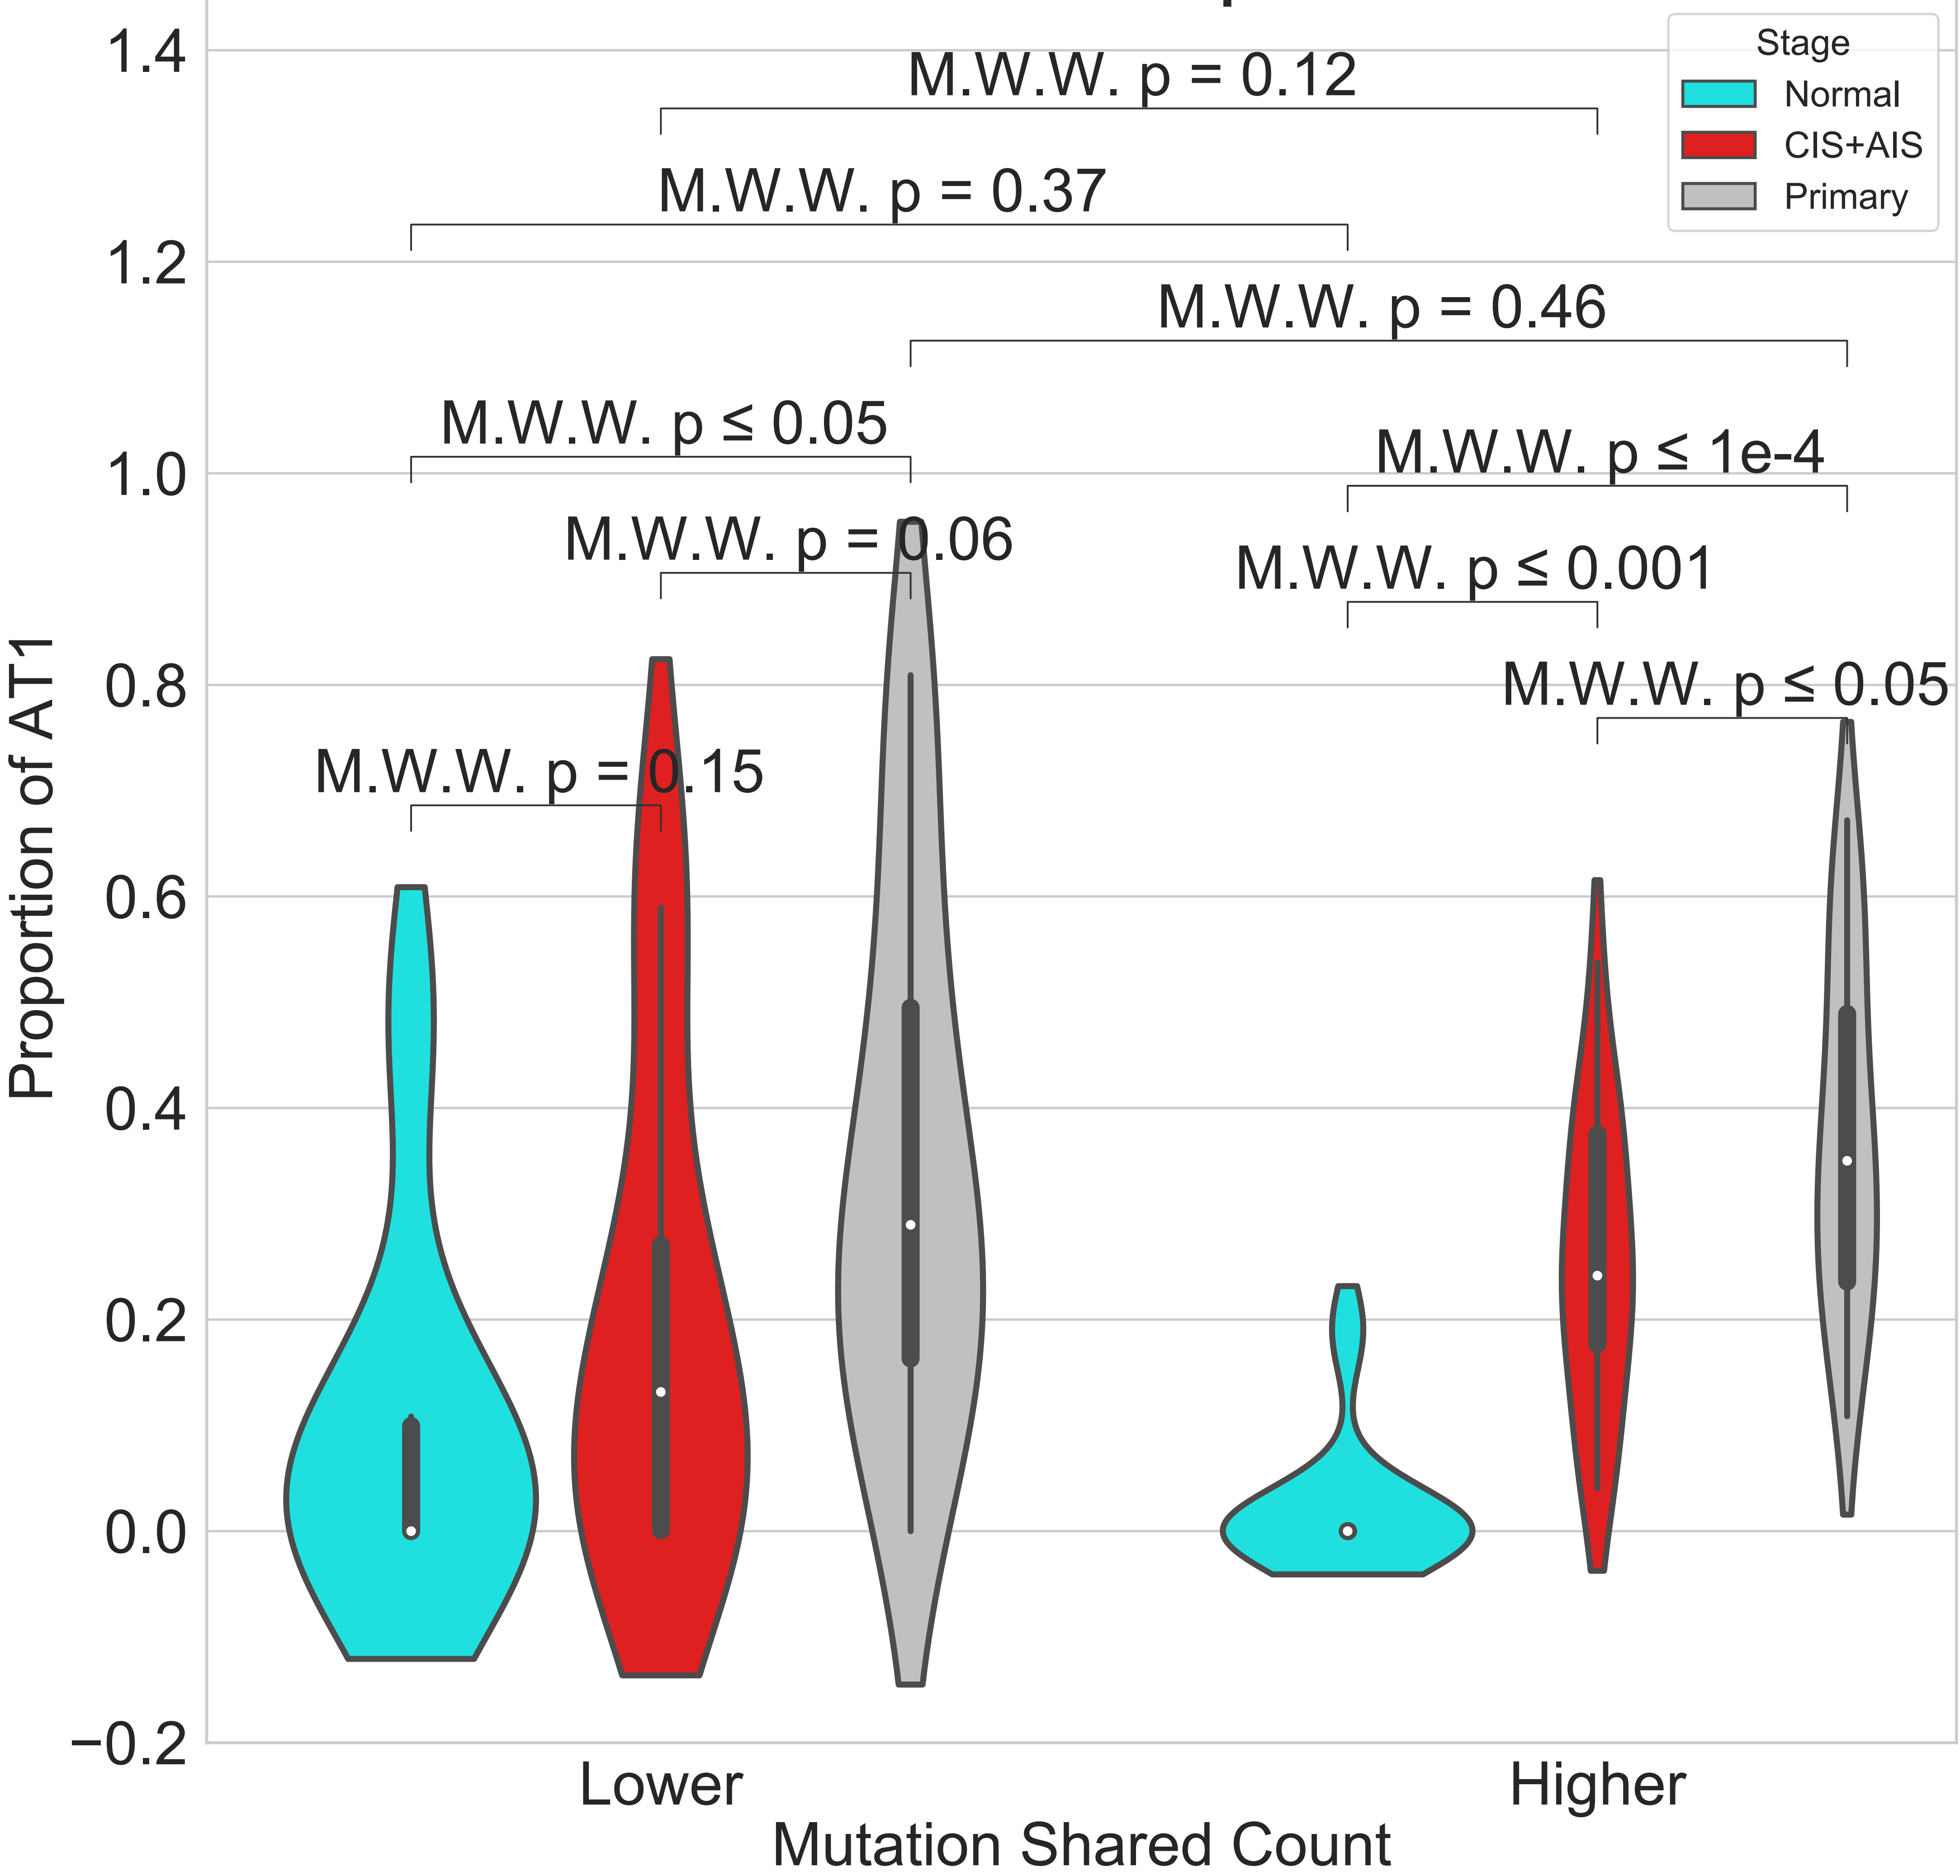 1.4
1.2
1.0
0.8
0.6
0.4
0.2
0.0
−0.2
Proportion of AT1
Stage
Normal
CIS+AIS
Primary
M.W.W. p = 0.12
M.W.W. p = 0.37
M.W.W. p = 0.46
M.W.W. p ≤ 0.05
M.W.W. p ≤ 1e-4
M.W.W. p = 0.06
M.W.W. p ≤ 0.001
M.W.W. p ≤ 0.05
M.W.W. p = 0.15
Lower
Higher
Mutation Shared Count